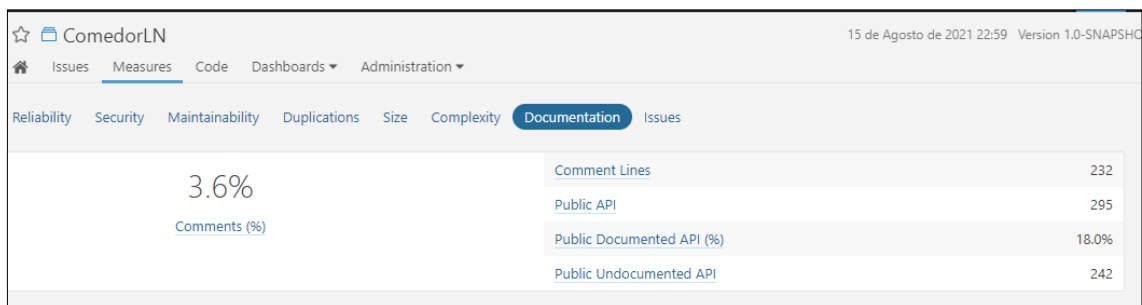 ComedorLN 15 de Agosto de 2021 22:59 Version 1.0-SNAPSHO
Issues Measures Code Dashboards Administration
Reliability Security Maintainability Duplications Size Complexity Documentation Issues
3.6%
Comments (%)
Comment Lines 232
Public API 295
Public Documented API (%) 18.0%
Public Undocumented API 242